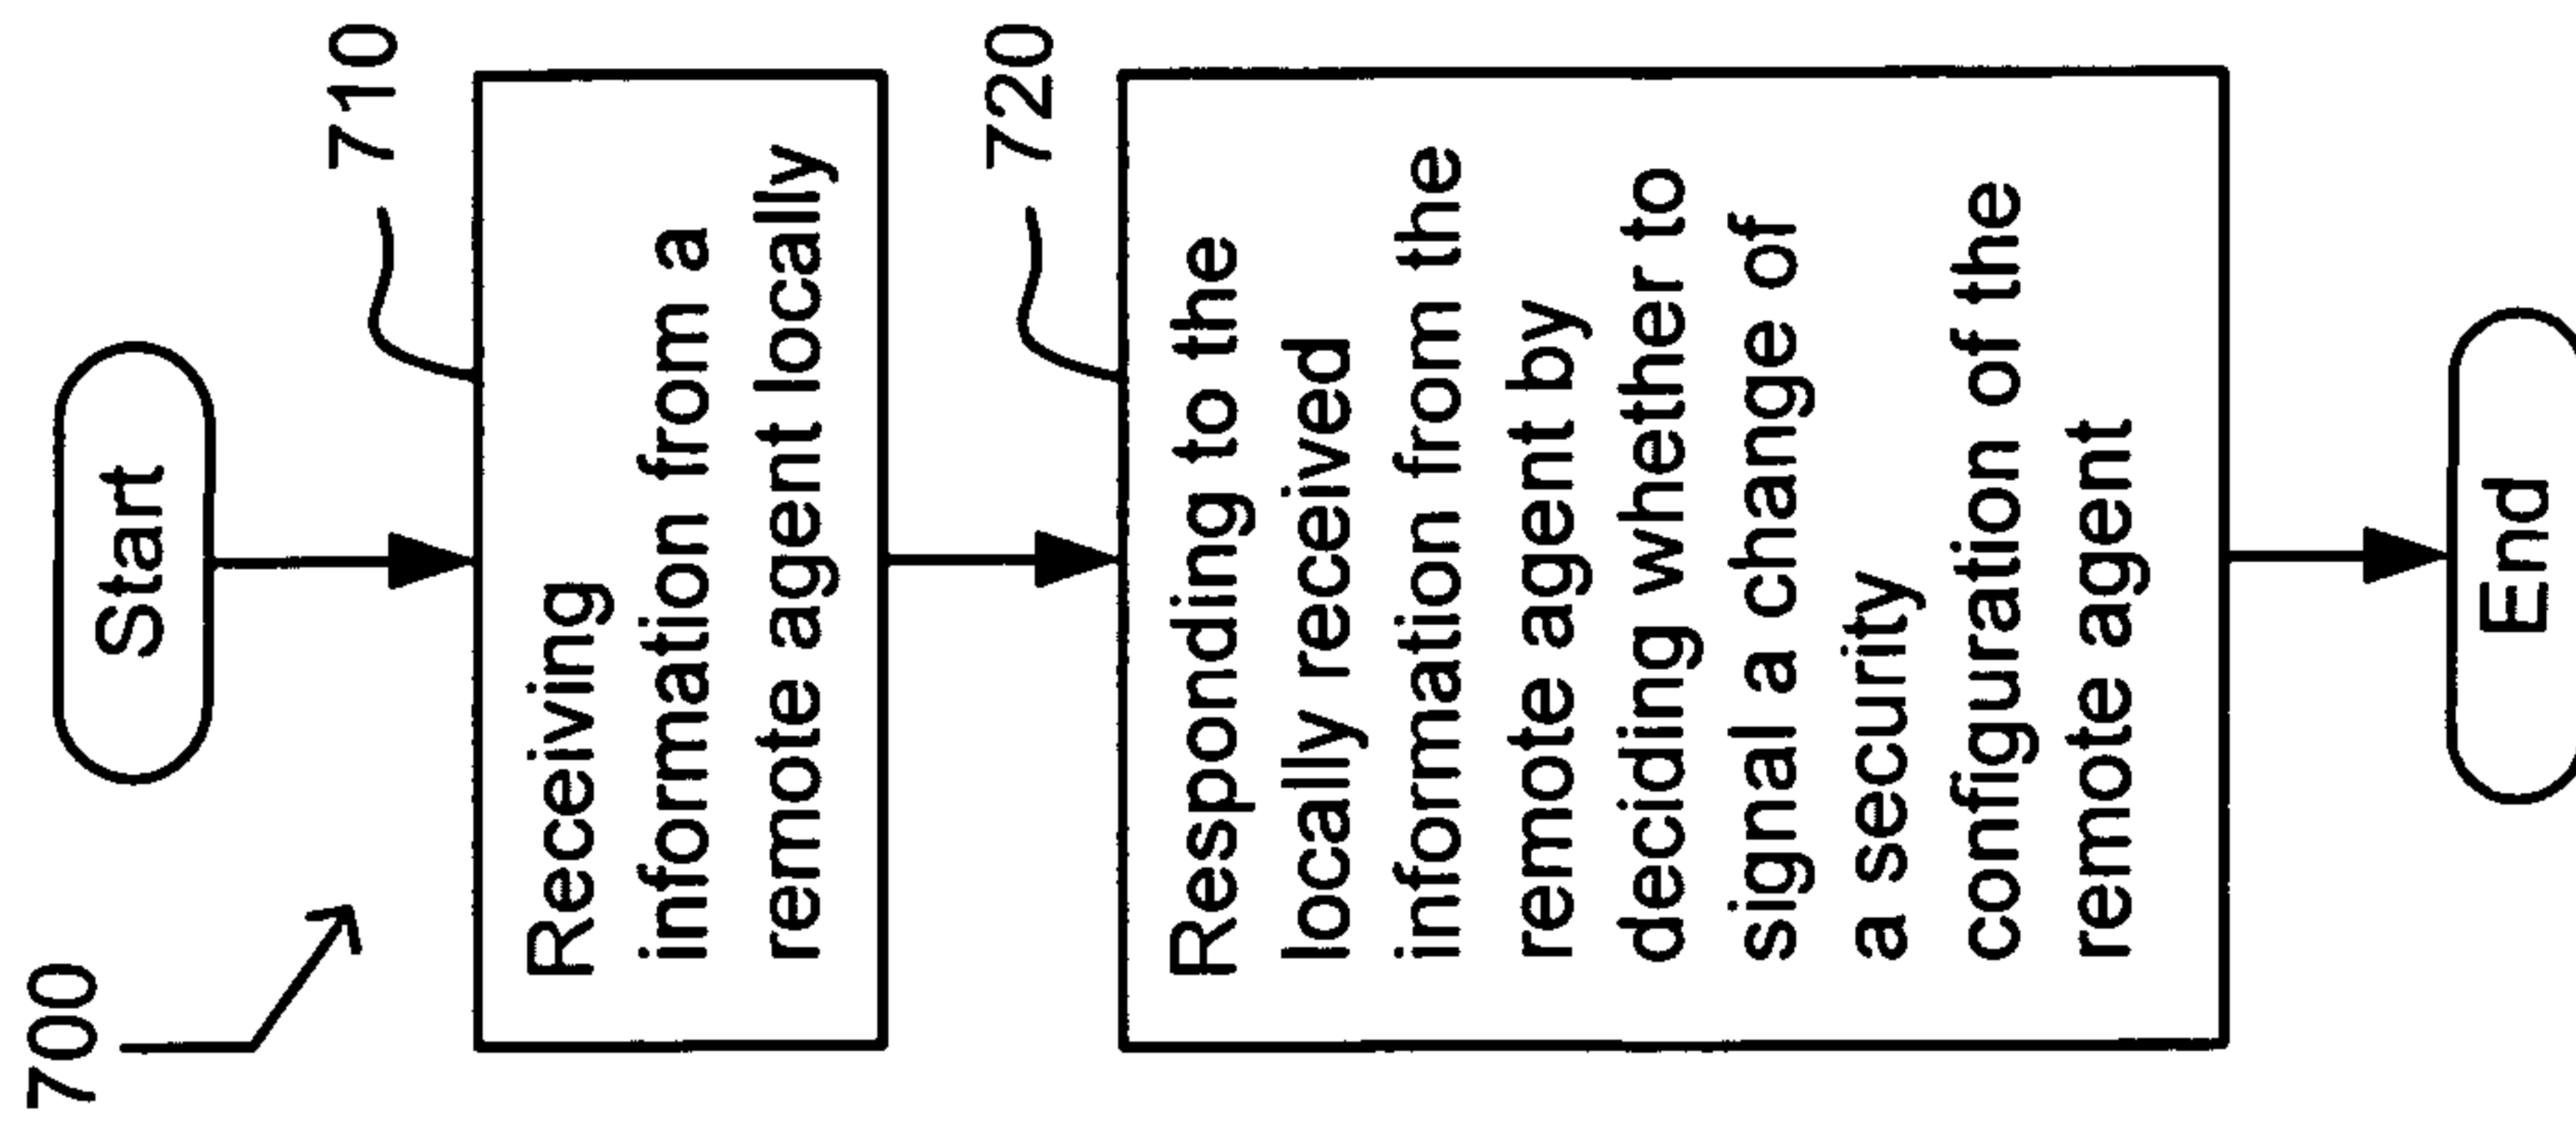 700
Start
710
Receiving
information from a
remote agent locally
720
Responding to the
locally received
information from the
remote agent by
deciding whether to
signal a change of
a security
configuration of the
remote agent
End